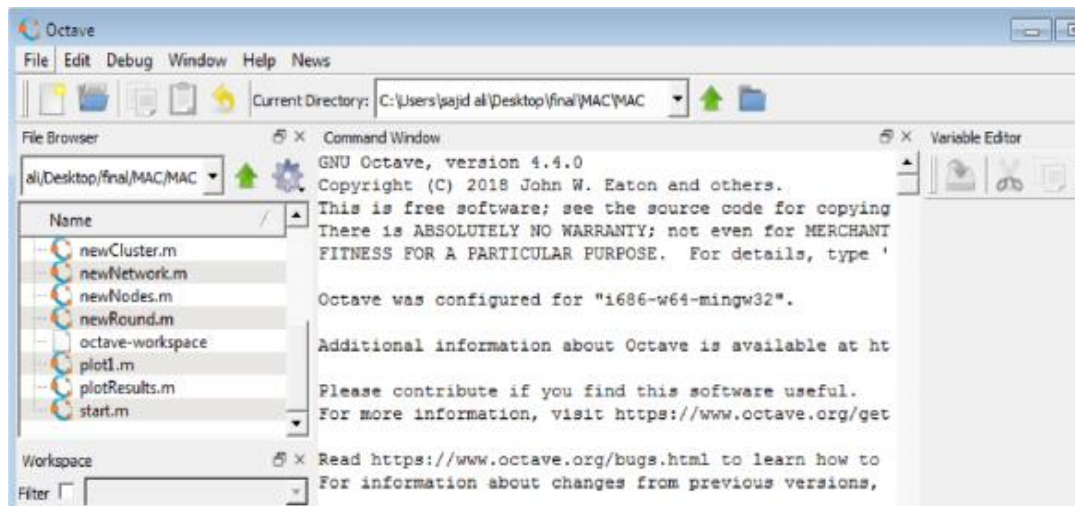 Octave
File Edit Debug Window Help News
Current Directory: C:\Users\sajid ali\Desktop\final\MAC\MAC
File Browser
ali/Desktop/final/MAC/MAC
Name
newCluster.m
newNetwork.m
newNodes.m
newRound.m
octave-workspace
plot1.m
plotResults.m
start.m
Workspace
Filter
Command Window
GNU Octave, version 4.4.0
Copyright (C) 2018 John W. Eaton and others.
This is free software; see the source code for copying
There is ABSOLUTELY NO WARRANTY; not even for MERCHANT
FITNESS FOR A PARTICULAR PURPOSE.  For details, type '
Octave was configured for "i686-w64-mingw32".
Additional information about Octave is available at ht
Please contribute if you find this software useful.
For more information, visit https://www.octave.org/get
Read https://www.octave.org/bugs.html to learn how to
For information about changes from previous versions,
Variable Editor